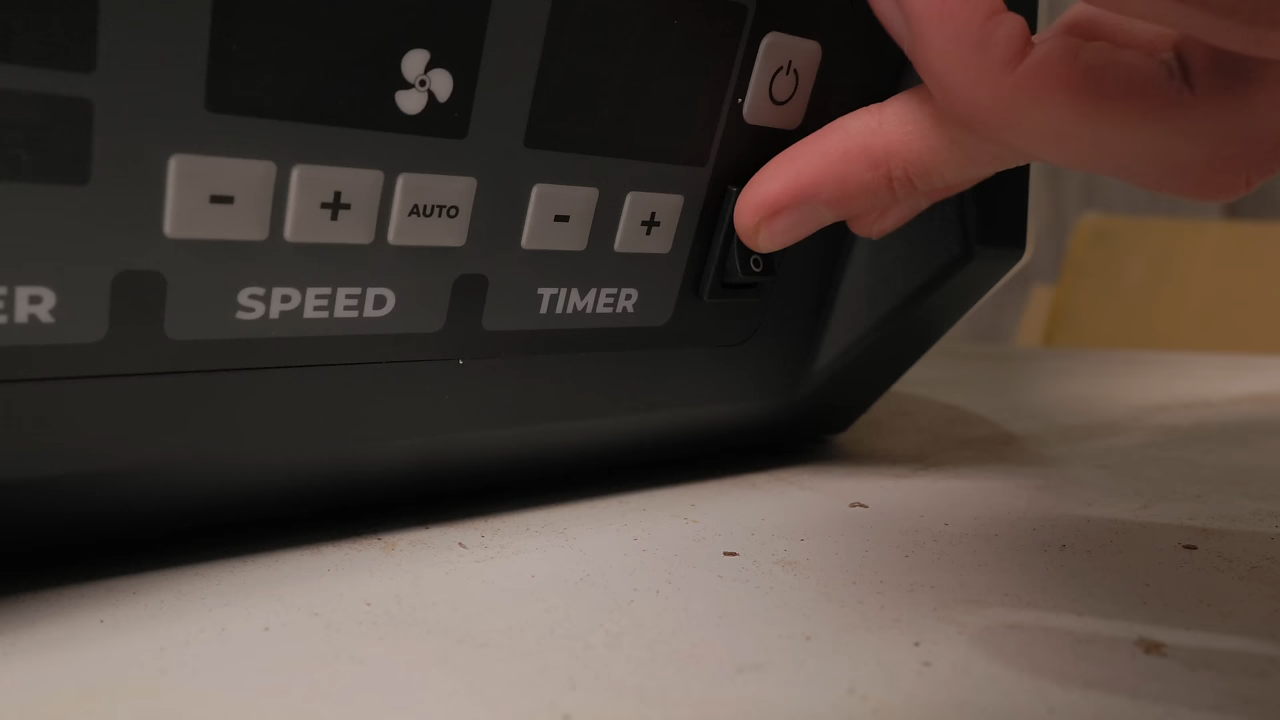 - + AUTO - +
ER SPEED TIMER